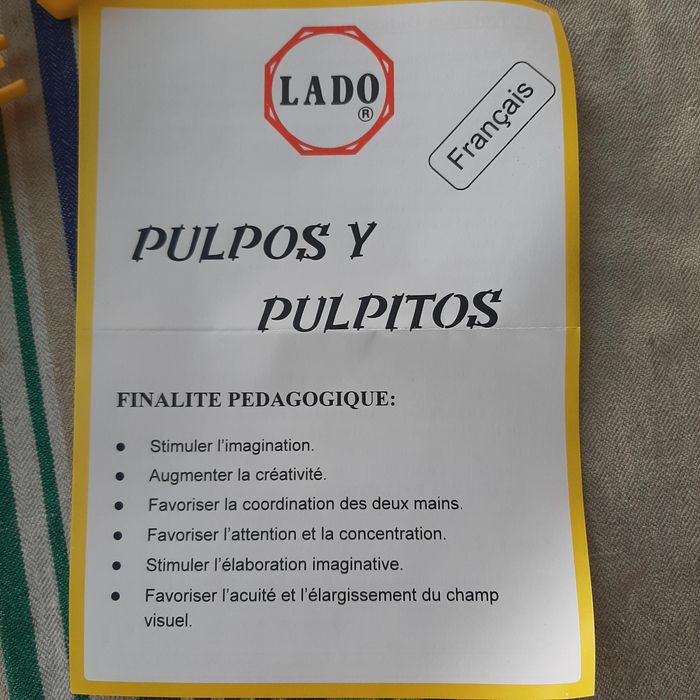 LADO
®
Français
PULPOS Y
PULPITOS
FINALITE PEDAGOGIQUE:
● Stimuler l'imagination.
● Augmenter la créativité.
● Favoriser la coordination des deux mains.
● Favoriser l'attention et la concentration.
● Stimuler l'élaboration imaginative.
● Favoriser l'acuité et l'élargissement du champ
visuel.